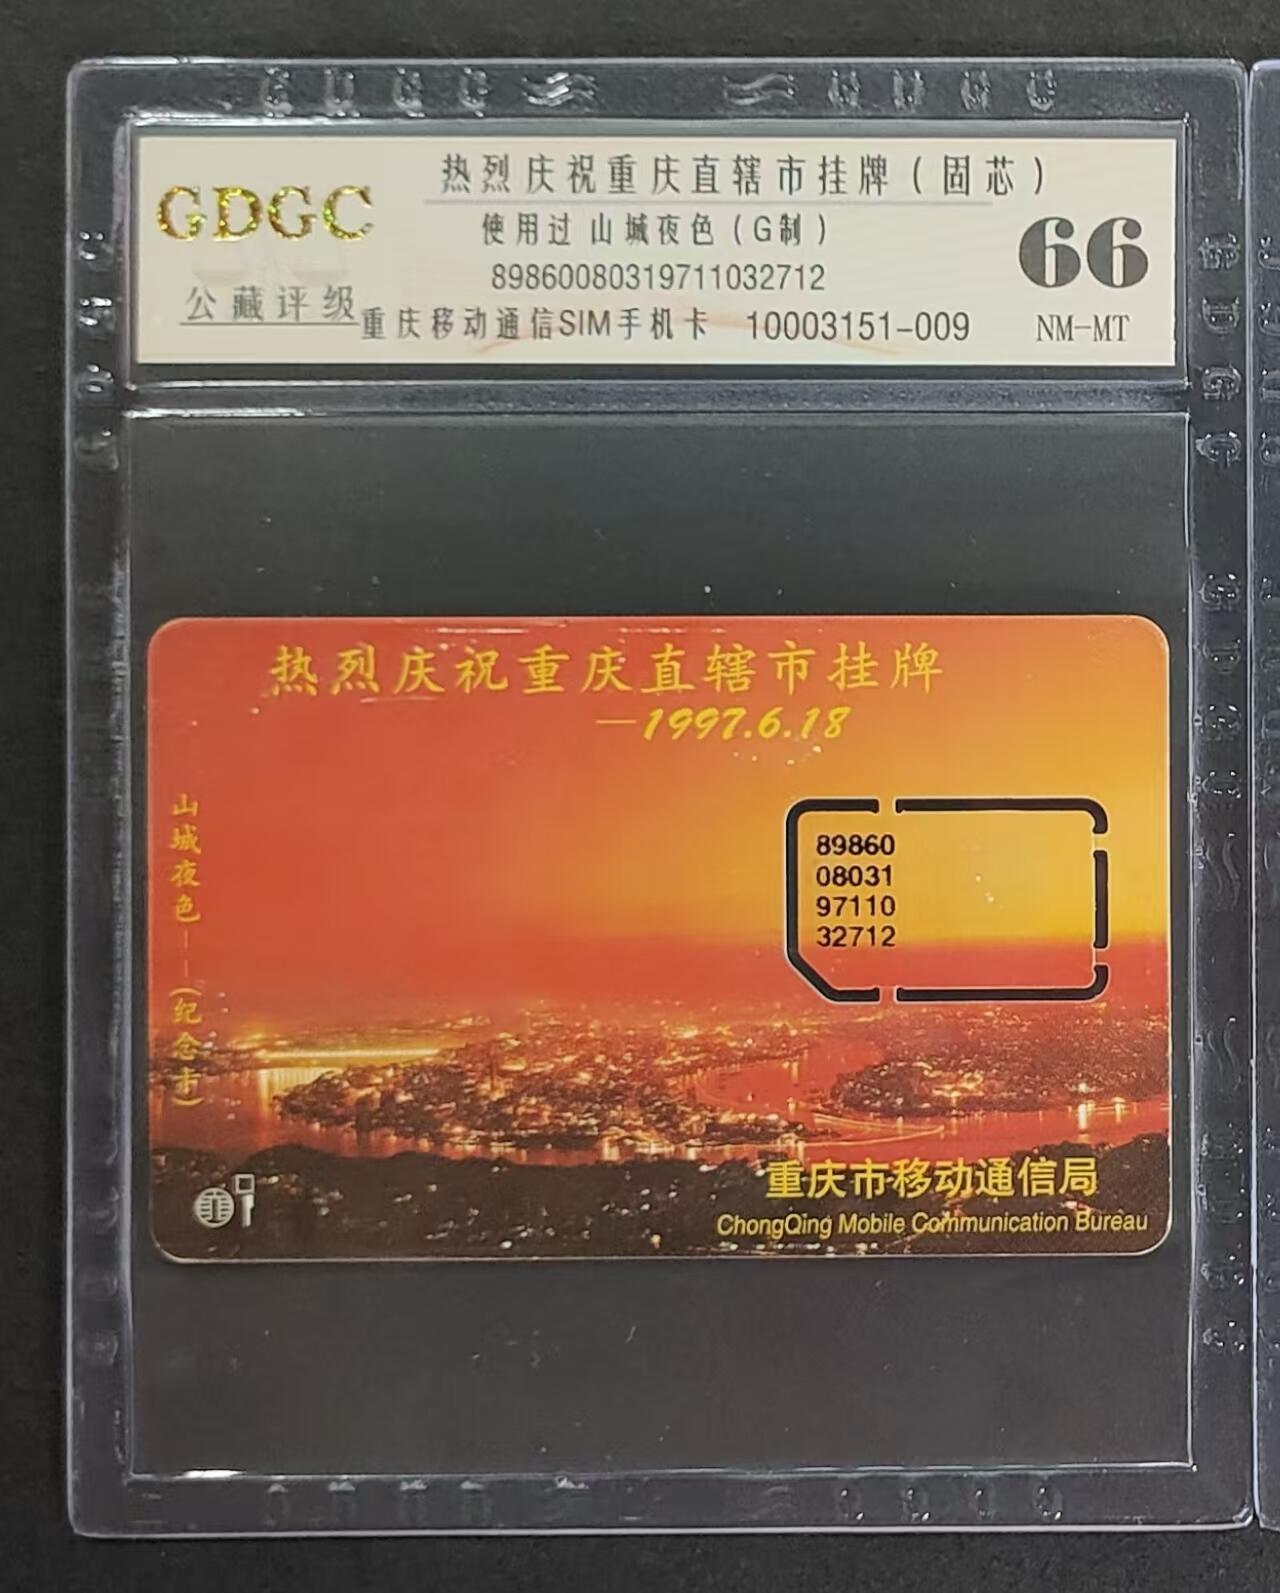 热烈庆祝重庆直辖市挂牌（固芯）
GDGC
使用过 山城夜色（G制）
66
89860080319711032712
公藏评级
重庆移动通信SIM手机卡 10003151-009
NM-MT
热烈庆祝重庆直辖市挂牌
—1997.6.18
山城夜色——（纪念卡）
89860
08031
97110
32712
重庆市移动通信局
ChongQing Mobile Communication Bureau